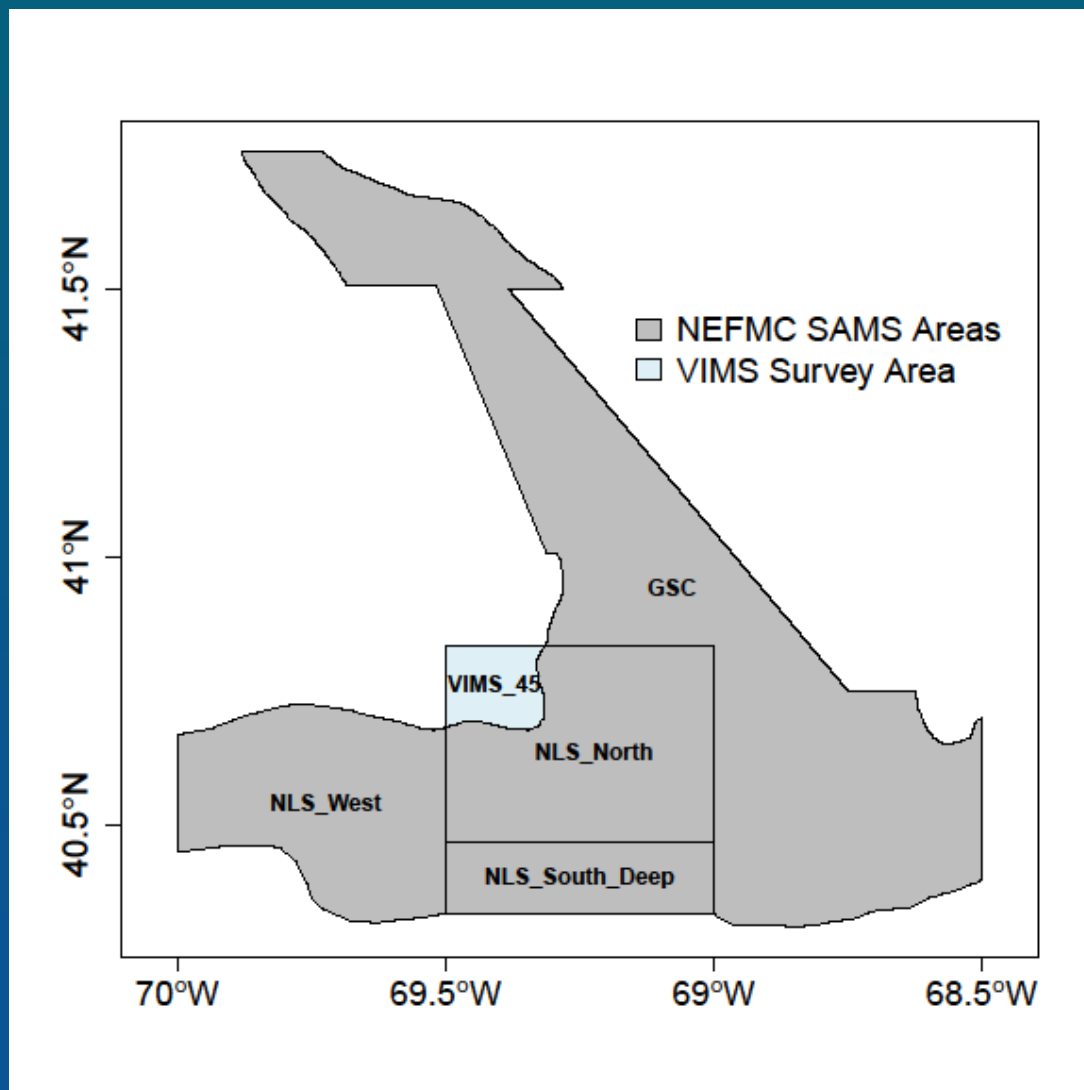 41.5°N
NEFMC SAMS Areas
VIMS Survey Area
41°N
GSC
VIMS_45
NLS_North
NLS_West
40.5°N
NLS_South_Deep
70°W 69.5°W 69°W 68.5°W